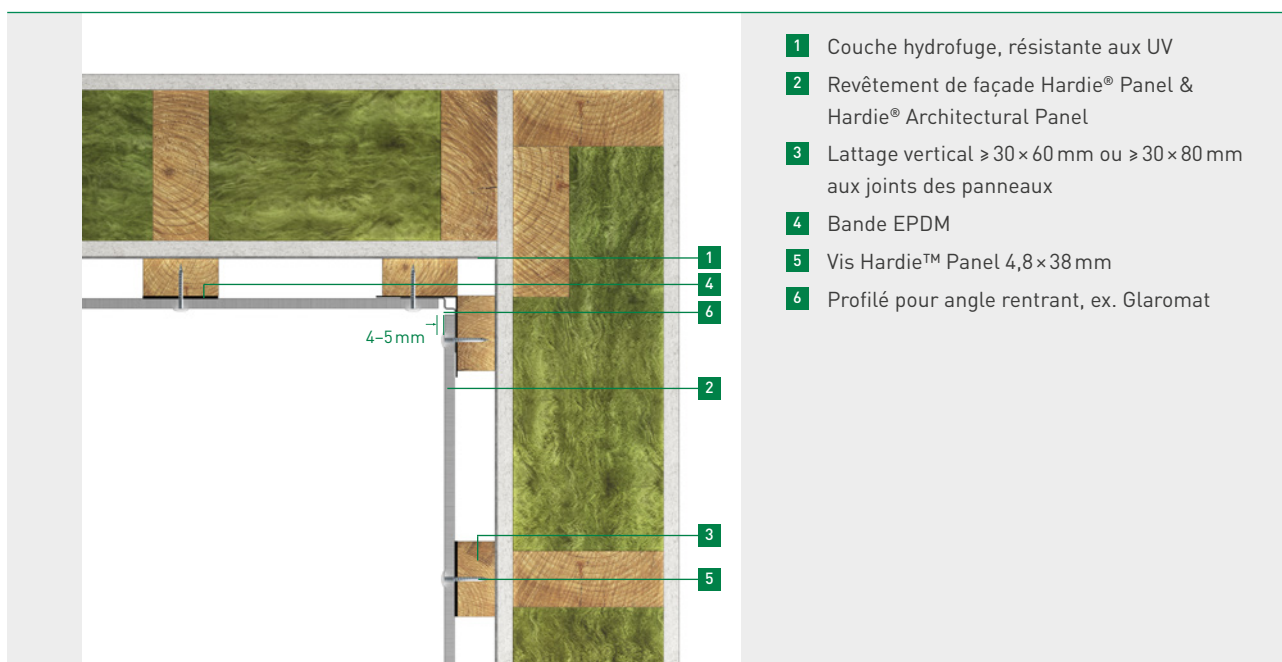 1 Couche hydrofuge, résistante aux UV
2 Revêtement de façade Hardie® Panel &
Hardie® Architectural Panel
3 Lattage vertical ≥ 30 × 60 mm ou ≥ 30 × 80 mm
aux joints des panneaux
4 Bande EPDM
5 Vis Hardie™ Panel 4,8 × 38 mm
6 Profilé pour angle rentrant, ex. Glaromat
1
4
6
4–5 mm
2
3
5